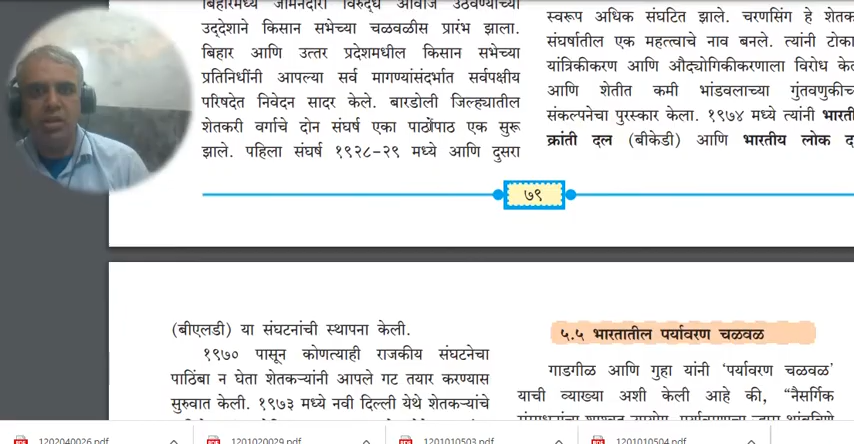 बिहारमध्ये जमिनदारी विरुद्ध आवाज उठवण्याच्या
उद्देशाने किसान सभेच्या चळवळीस प्रारंभ झाला.
बिहार आणि उत्तर प्रदेशमधील किसान सभेच्या
प्रतिनिधींनी आपल्या सर्व मागण्यांसंदर्भात सर्वपक्षीय
परिषदेत निवेदन सादर केले. बारडोली जिल्ह्यातील
शेतकरी वर्गाचे दोन संघर्ष एका पाठोपाठ एक सुरू
झाले. पहिला संघर्ष १९२८-२९ मध्ये आणि दुसरा
स्वरूप अधिक संघटित झाले. चरणसिंग हे शेतक
संघर्षातील एक महत्त्वाचे नाव बनले. त्यांनी टोका
यांत्रिकीकरण आणि औद्योगिकीकरणाला विरोध केल
आणि शेतीत कमी भांडवलाच्या गुंतवणुकीच
संकल्पनेचा पुरस्कार केला. १९७४ मध्ये त्यांनी भारती
क्रांती दल (बीकेडी) आणि भारतीय लोक द
७९
(बीएलडी) या संघटनांची स्थापना केली.
१९७० पासून कोणत्याही राजकीय संघटनेचा
पाठिंबा न घेता शेतकऱ्यांनी आपले गट तयार करण्यास
सुरुवात केली. १९७३ मध्ये नवी दिल्ली येथे शेतकऱ्यांचे
५.५ भारतातील पर्यावरण चळवळ
गाडगीळ आणि गुहा यांनी 'पर्यावरण चळवळ'
याची व्याख्या अशी केली आहे की, "नैसर्गिक
1202040026.pdf
1201020029.pdf
1201010503.pdf
1201010504.pdf